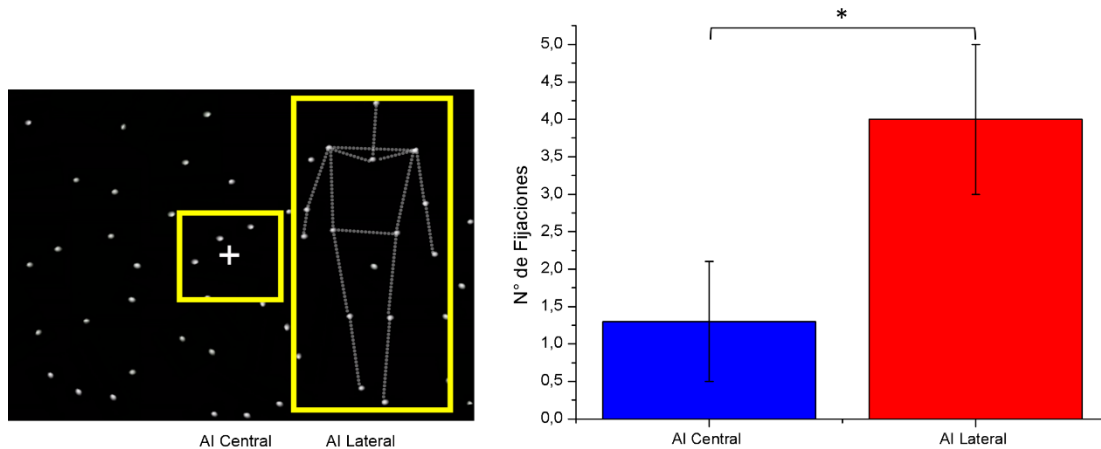 AI Central
AI Lateral
*
N° de Fijaciones
5,0
4,5
4,0
3,5
3,0
2,5
2,0
1,5
1,0
0,5
0,0
AI Central
AI Lateral